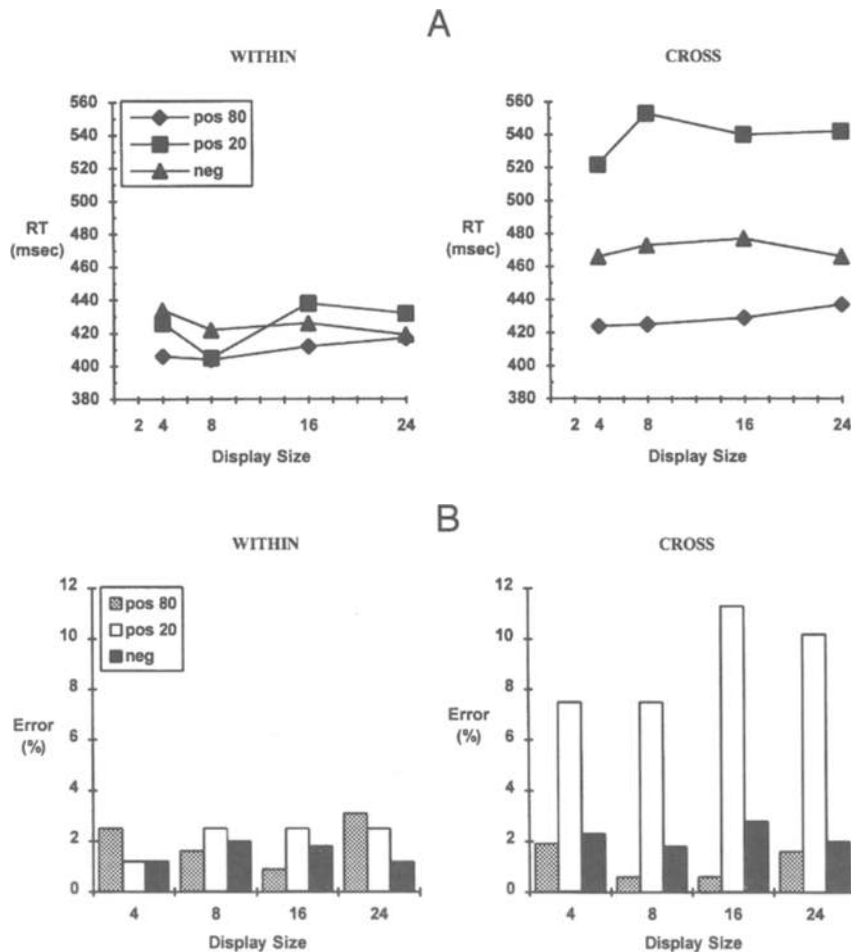 A
WITHIN
CROSS
560
540
520
500
480
460
440
420
400
380
RT
(msec)
pos 80
pos 20
neg
2 4 8 16 24
Display Size
560
540
520
500
480
460
440
420
400
380
RT
(msec)
2 4 8 16 24
Display Size
B
WITHIN
CROSS
12
10
8
6
4
2
0
Error
(%)
pos 80
pos 20
neg
4 8 16 24
Display Size
12
10
8
6
4
2
0
Error
(%)
4 8 16 24
Display Size